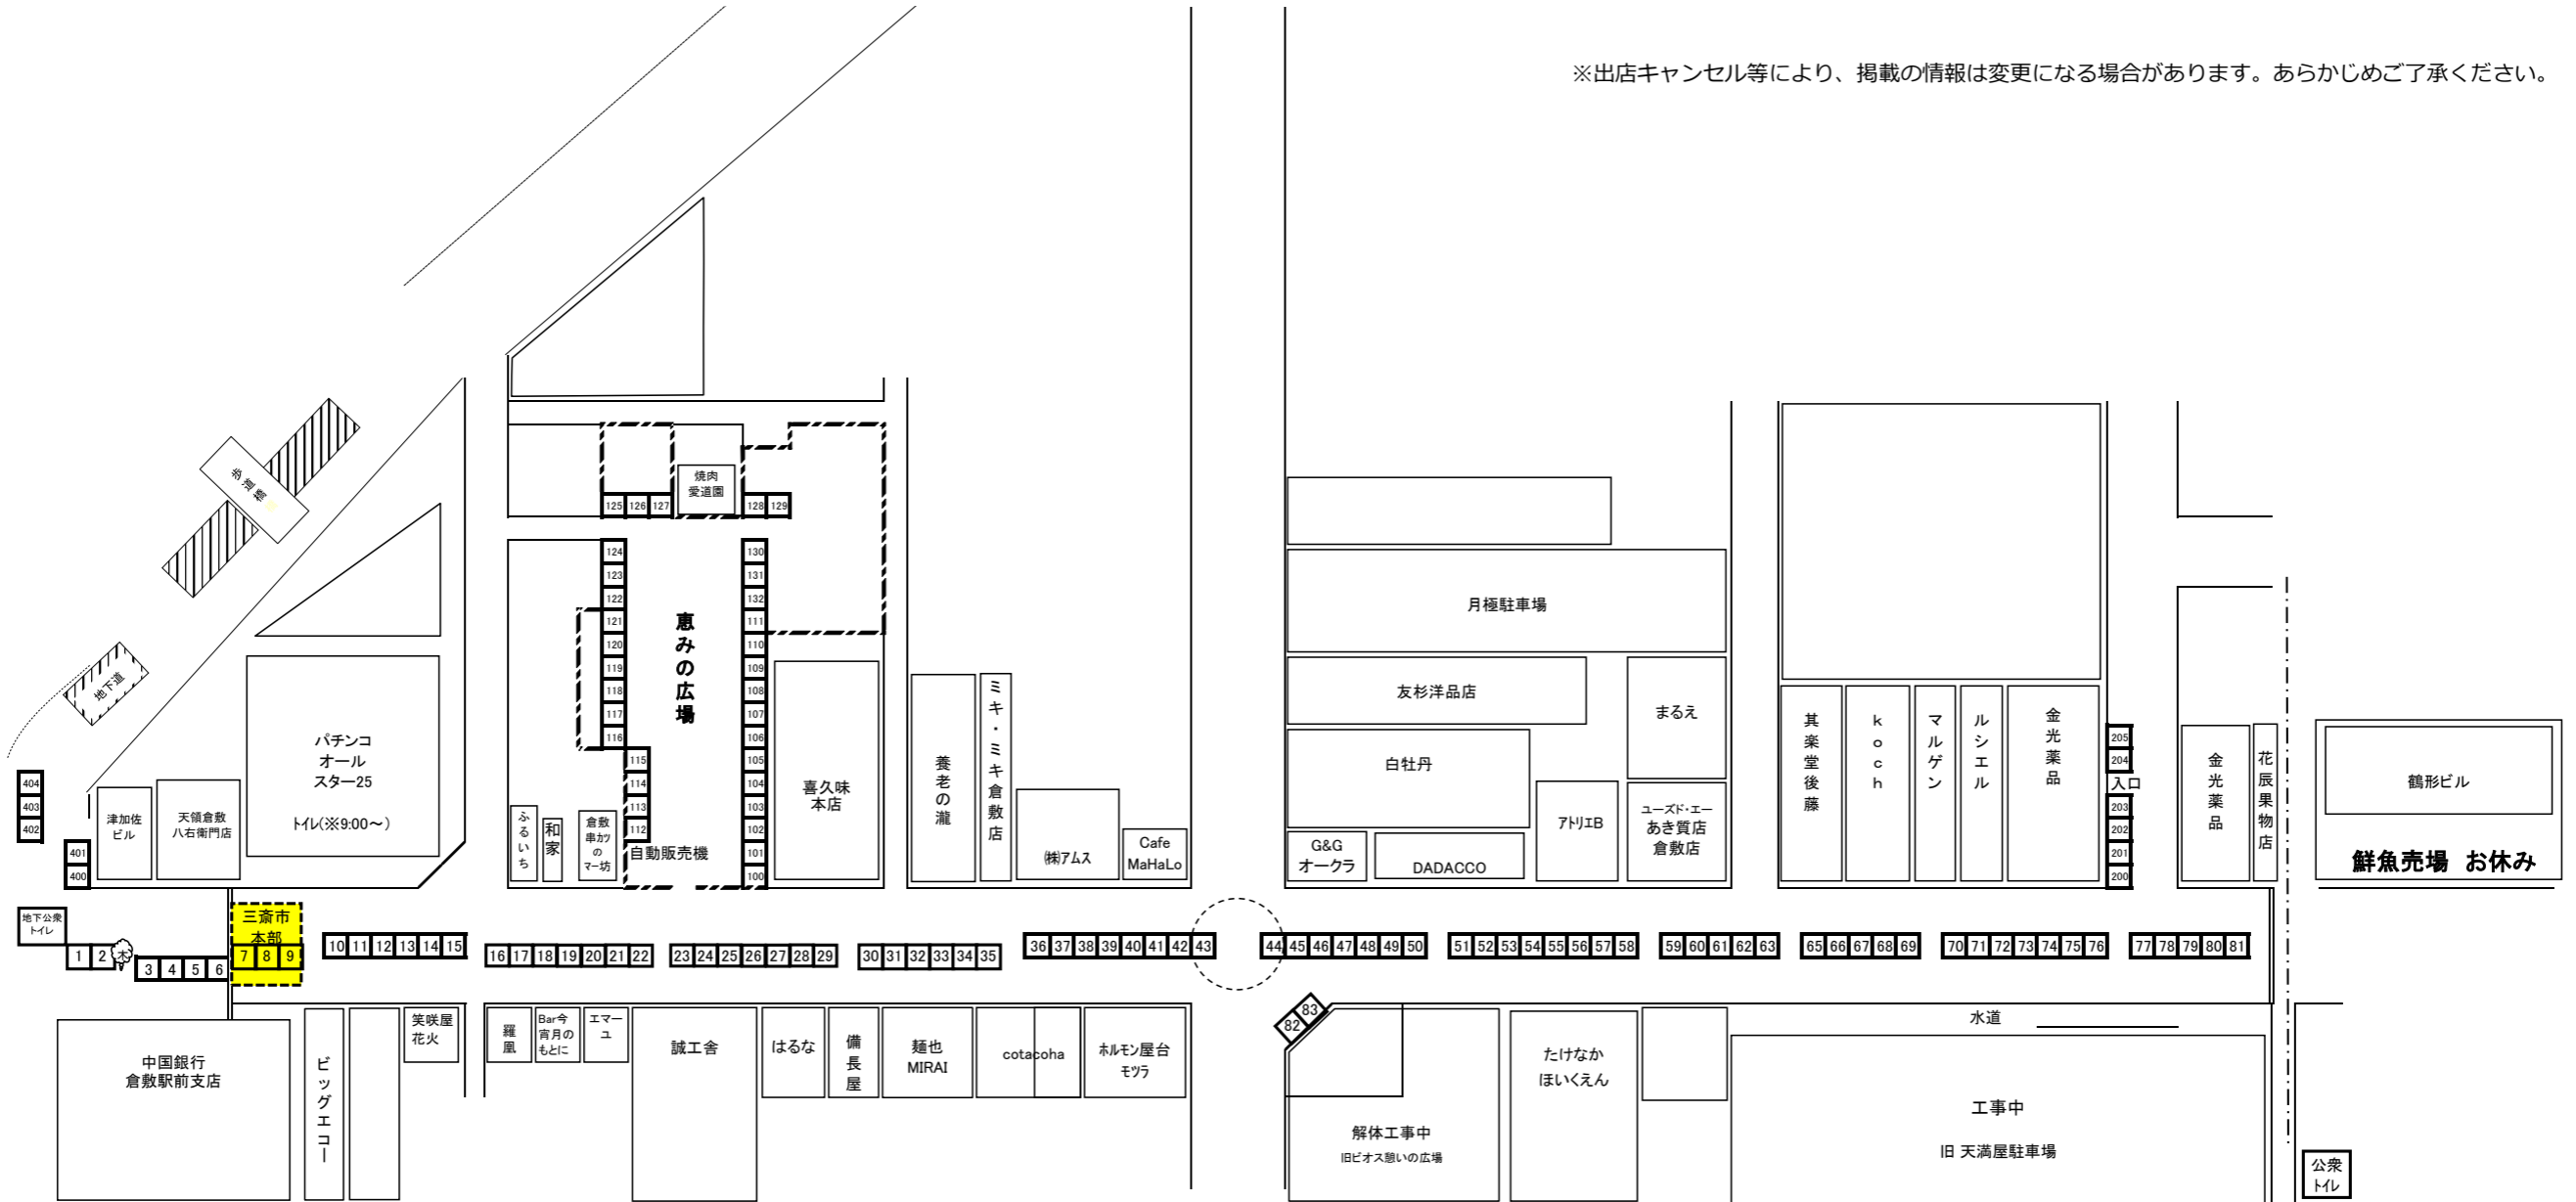 ※出店キャンセル等により、掲載の情報は変更になる場合があります。あらかじめご了承ください。
歩道橋
地下道
焼肉
愛道園
125 126 127
128 129
124
123
122
121
120
119
118
117
116
115
114
113
112
恵みの広場
130
131
132
111
110
109
108
107
106
105
104
103
102
101
100
自動販売機
パチンコ
オール
スター25
トイレ(※9:00～)
404
403
402
401
400
津加佐
ビル
天領倉敷
八右衛門店
ふるいち
和家
倉敷
串カツ
の
マー坊
喜久味
本店
養老の瀧
ミキ・ミキ倉敷店
㈱アムス
Cafe
MaHaLo
月極駐車場
友杉洋品店
まるえ
白牡丹
G&G
オークラ
DADACCO
アトリエB
ユーズド・エー
あき質店
倉敷店
其楽堂後藤
koch
マルゲン
ルシエル
金光薬品
205
204
入口
203
202
201
200
金光薬品
花辰果物店
鶴形ビル
鮮魚売場 お休み
地下公衆
トイレ
1 2 木
3 4 5 6
三斎市
本部
7 8 9
10 11 12 13 14 15
16 17 18 19 20 21 22
23 24 25 26 27 28 29
30 31 32 33 34 35
36 37 38 39 40 41 42 43
44 45 46 47 48 49 50
51 52 53 54 55 56 57 58
59 60 61 62 63
65 66 67 68 69
70 71 72 73 74 75 76
77 78 79 80 81
82 83
中国銀行
倉敷駅前支店
ビッグエコー
笑咲屋
花火
羅凰
Bar今
宵月の
もとに
エマー
ユ
誠工舎
はるな
備長屋
麺也
MIRAI
cotacoha
ホルモン屋台
モツラ
解体工事中
旧ビオス憩いの広場
たけなか
ほいくえん
水道
工事中
旧 天満屋駐車場
公衆
トイレ